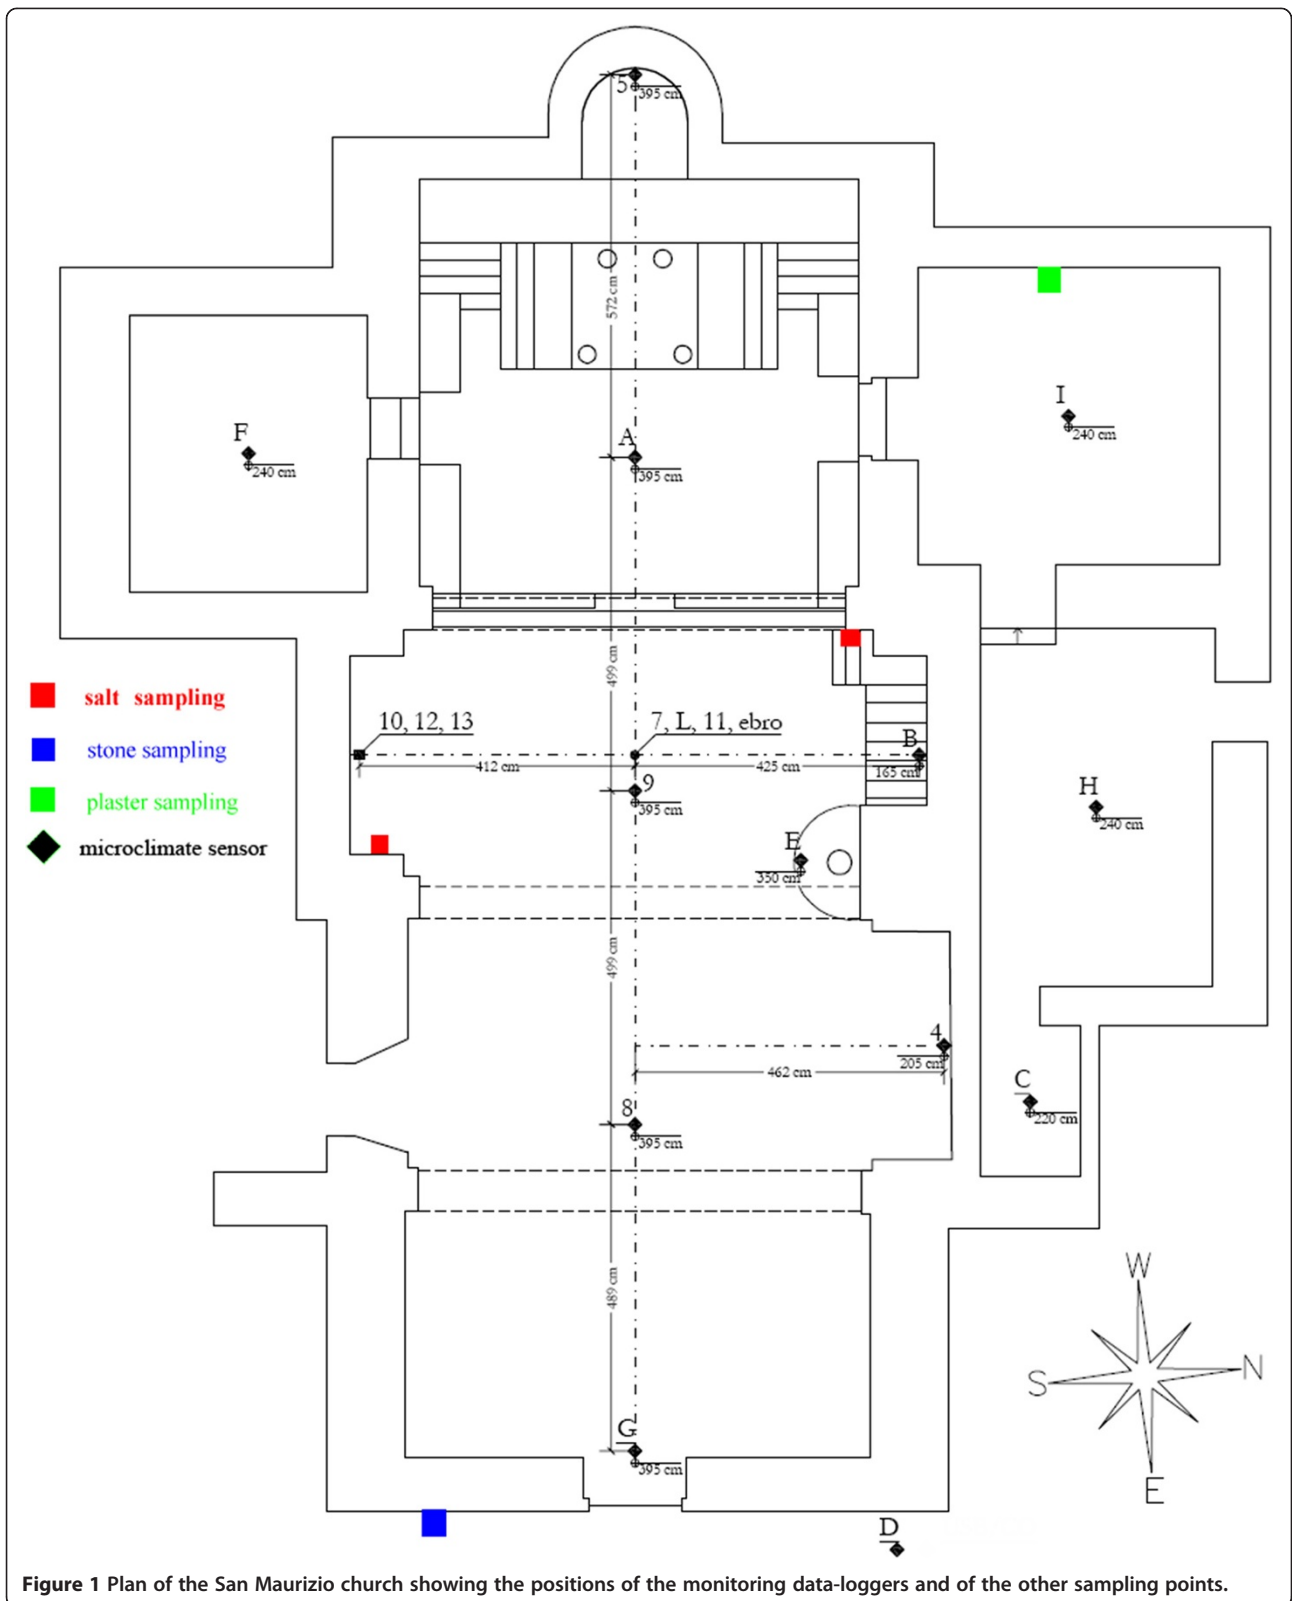 5
395 cm
572 cm
I
240 cm
F
240 cm
A
395 cm
499 cm
salt sampling
stone sampling
plaster sampling
microclimate sensor
10, 12, 13
7, L, 11, ebro
B
165 cm
412 cm
425 cm
9
395 cm
H
240 cm
E
350 cm
499 cm
4
205 cm
462 cm
C
220 cm
8
395 cm
489 cm
W
S
N
E
G
395 cm
D
Figure 1 Plan of the San Maurizio church showing the positions of the monitoring data-loggers and of the other sampling points.